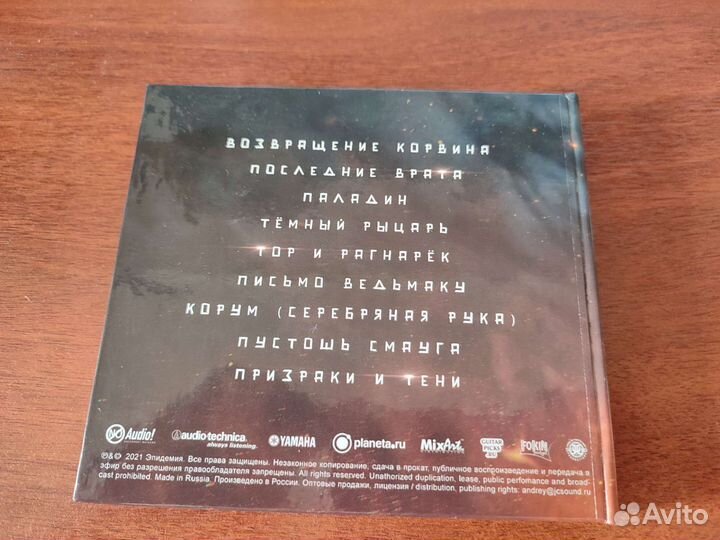 ВОЗВРАЩЕНИЕ КОРВИНА
ПОСЛЕДНИЕ ВРАТА
ПАЛАДИН
ТЁМНЫЙ РЫЦАРЬ
ТОР И РАГНАРЁК
ПИСЬМО ВЕДЬМАКУ
КОРУМ (СЕРЕБРЯНАЯ РУКА)
ПУСТОШЬ СМАУГА
ПРИЗРАКИ И ТЕНИ
Audio! audio-technica always listening. YAMAHA planeta.ru MixArt GUITAR PICKS RU
℗&© 2021 Эпидемия. Все права защищены. Незаконное копирование, сдача в прокат, публичное воспроизведение и передача в
эфир без разрешения правообладателя запрещены. All rights reserved. Unathorized duplication, lease, public perfomance and broad-
cast prohibited. Made in Russia. Произведено в России. Оптовые продажи, лицензия / distribution, publishing rights: andrey@jcsound.ru
Avito